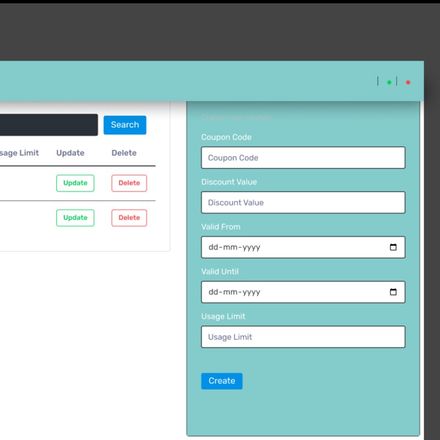 Search
sage Limit Update Delete
Update Delete
Update Delete
Coupon Code
Coupon Code
Discount Value
Discount Value
Valid From
dd-mm-yyyy
Valid Until
dd-mm-yyyy
Usage Limit
Usage Limit
Create